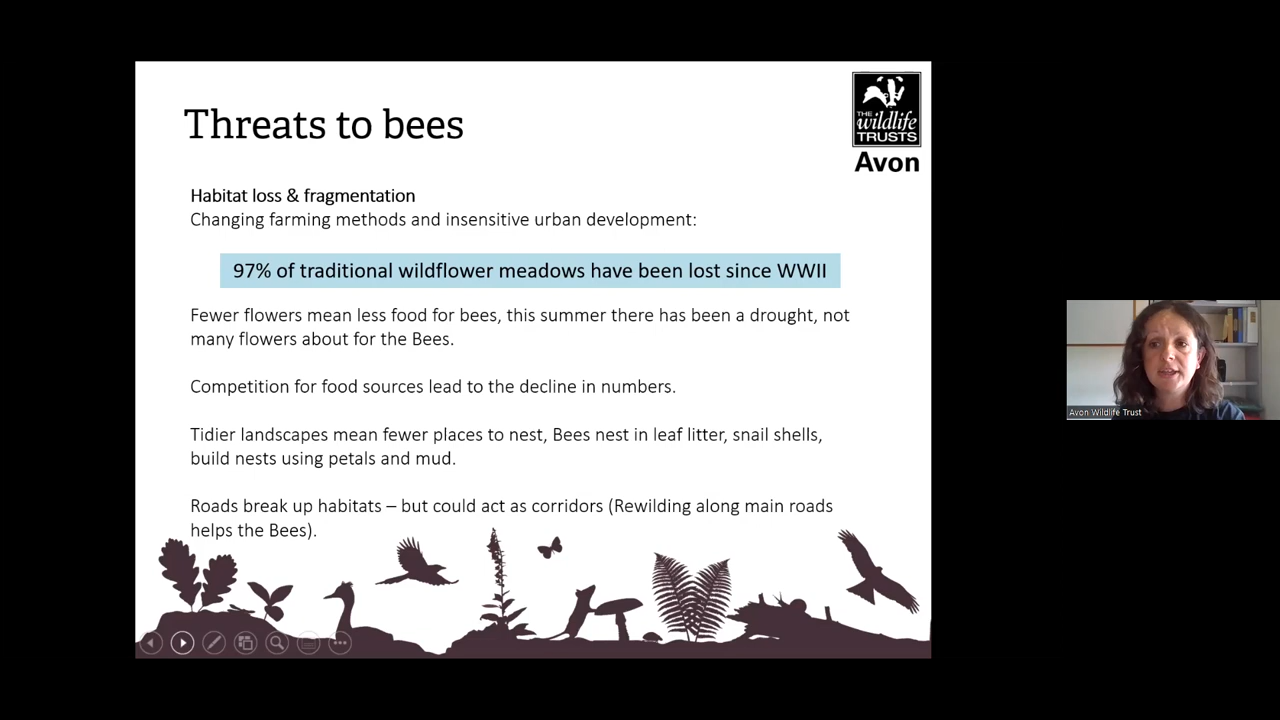 Threats to bees
THE
wildlife
TRUSTS
Avon
Habitat loss & fragmentation
Changing farming methods and insensitive urban development:
97% of traditional wildflower meadows have been lost since WWII
Fewer flowers mean less food for bees, this summer there has been a drought, not
many flowers about for the Bees.
Competition for food sources lead to the decline in numbers.
Tidier landscapes mean fewer places to nest, Bees nest in leaf litter, snail shells,
build nests using petals and mud.
Roads break up habitats – but could act as corridors (Rewilding along main roads
helps the Bees).
Avon Wildlife Trust